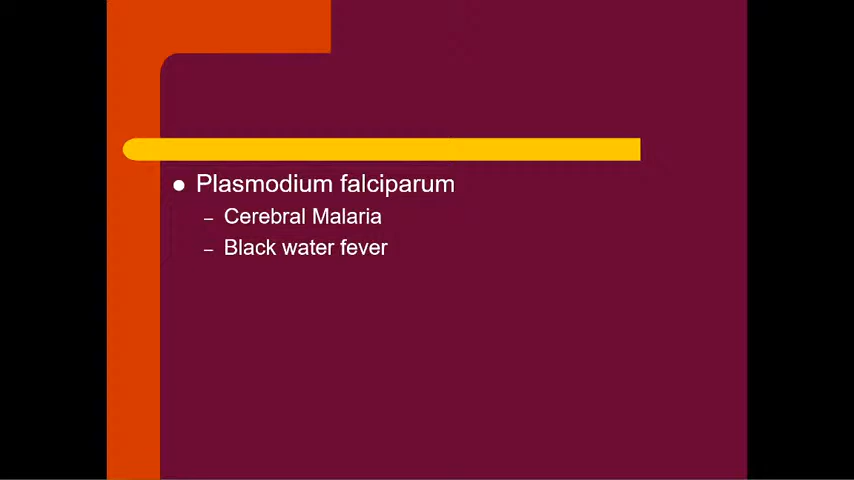 ● Plasmodium falciparum
– Cerebral Malaria
– Black water fever